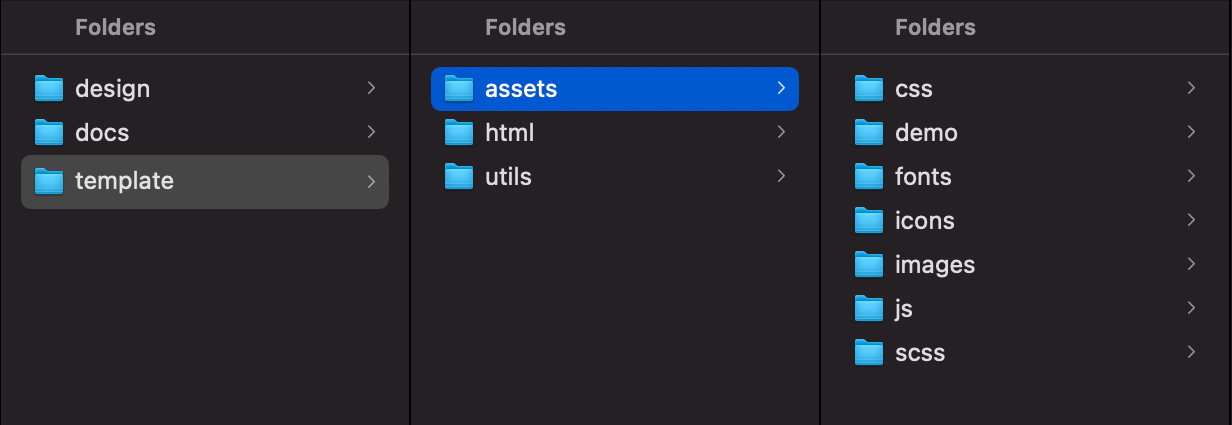 Folders
design
docs
template
Folders
assets
html
utils
Folders
css
demo
fonts
icons
images
js
scss